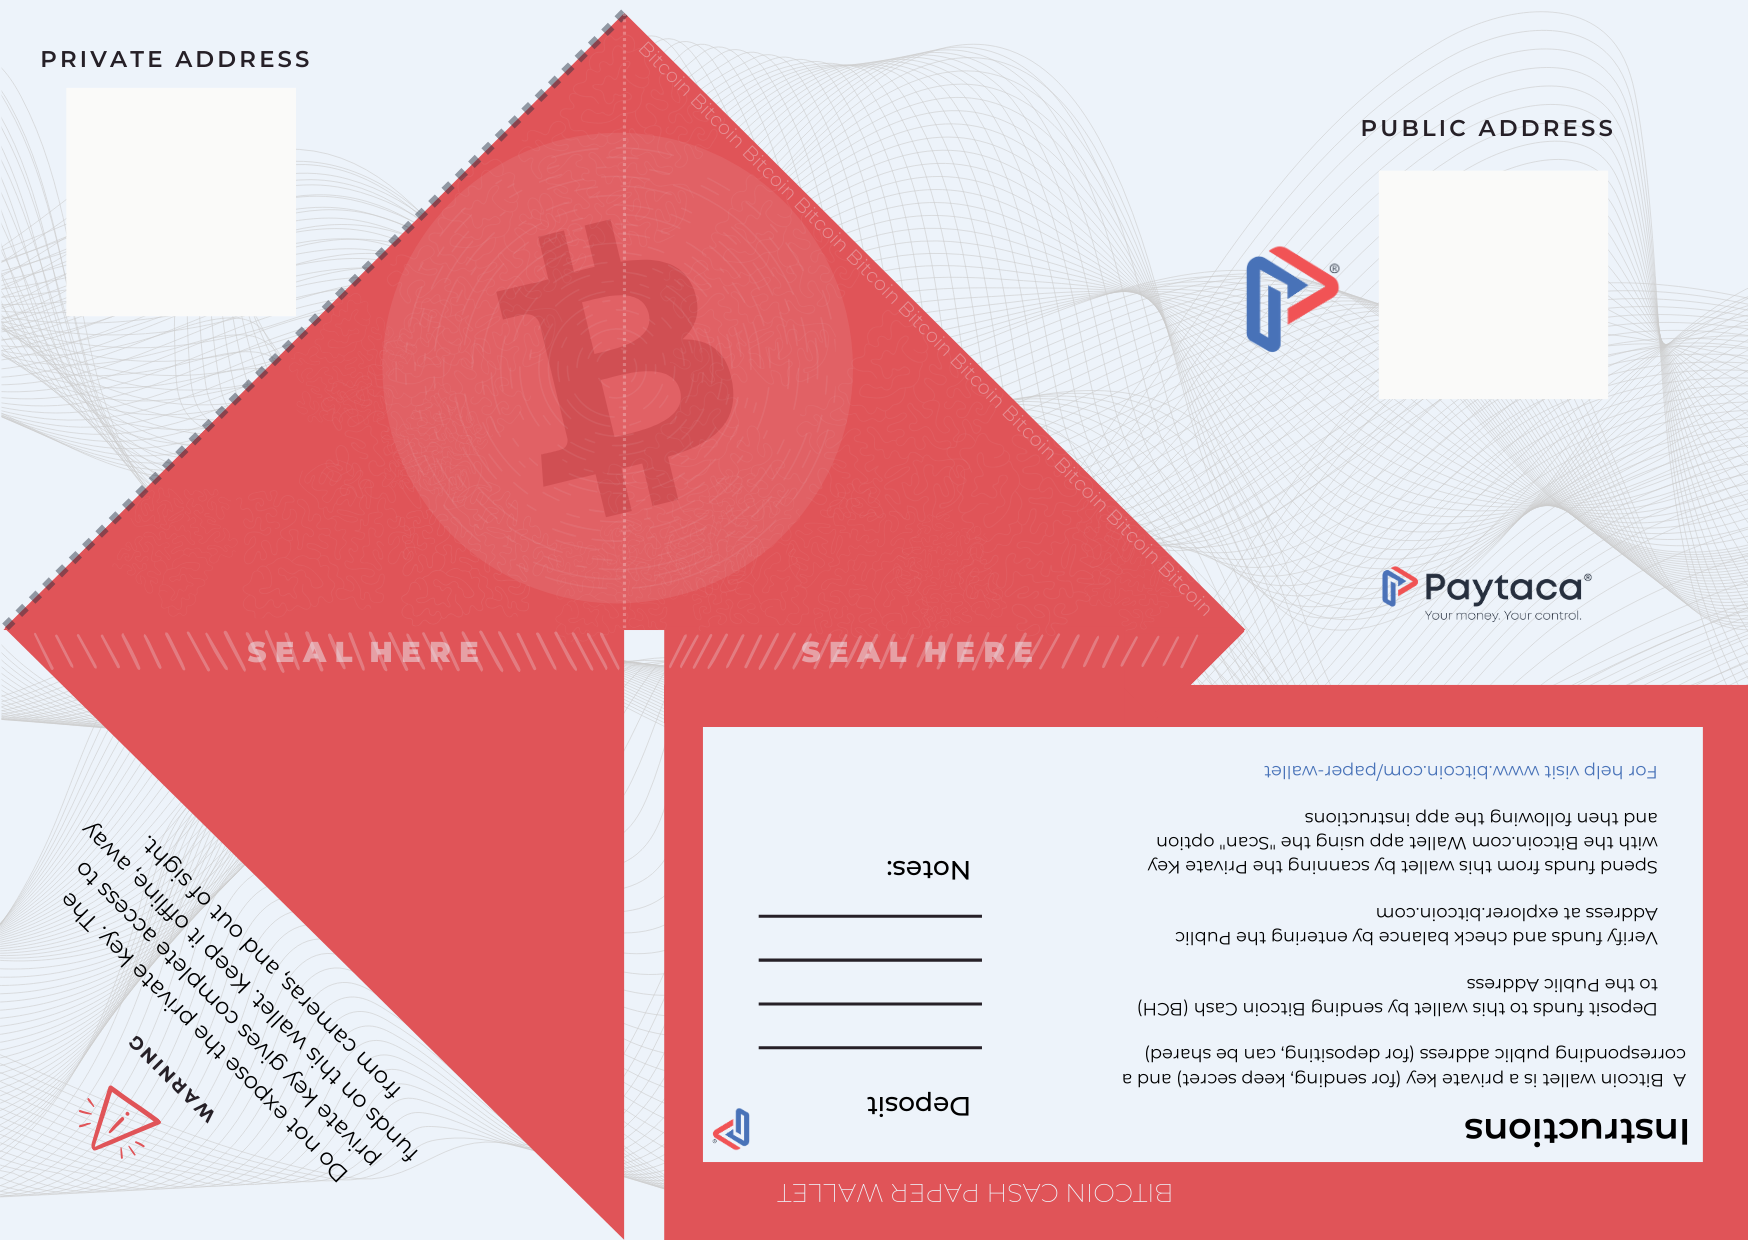 PRIVATE ADDRESS
Bitcoin Bitcoin Bitcoin Bitcoin Bitcoin Bitcoin Bitcoin Bitcoin Bitcoin Bitcoin Bitcoin
PUBLIC ADDRESS
®
Paytaca®
Your money. Your control.
SEAL HERE
SEAL HERE
WARNING
Do not expose the private key. The
private key gives complete access to
funds on this wallet. Keep it offline, away
from cameras, and out of sight.
BITCOIN CASH PAPER WALLET
Instructions
A Bitcoin wallet is a private key (for sending, keep secret) and a
corresponding public address (for depositing, can be shared)
Deposit funds to this wallet by sending Bitcoin Cash (BCH)
to the Public Address
Verify funds and check balance by entering the Public
Address at explorer.bitcoin.com
Spend funds from this wallet by scanning the Private Key
with the Bitcoin.com Wallet app using the "Scan" option
and then following the app instructions
For help visit www.bitcoin.com/paper-wallet
Deposit
Notes:
®